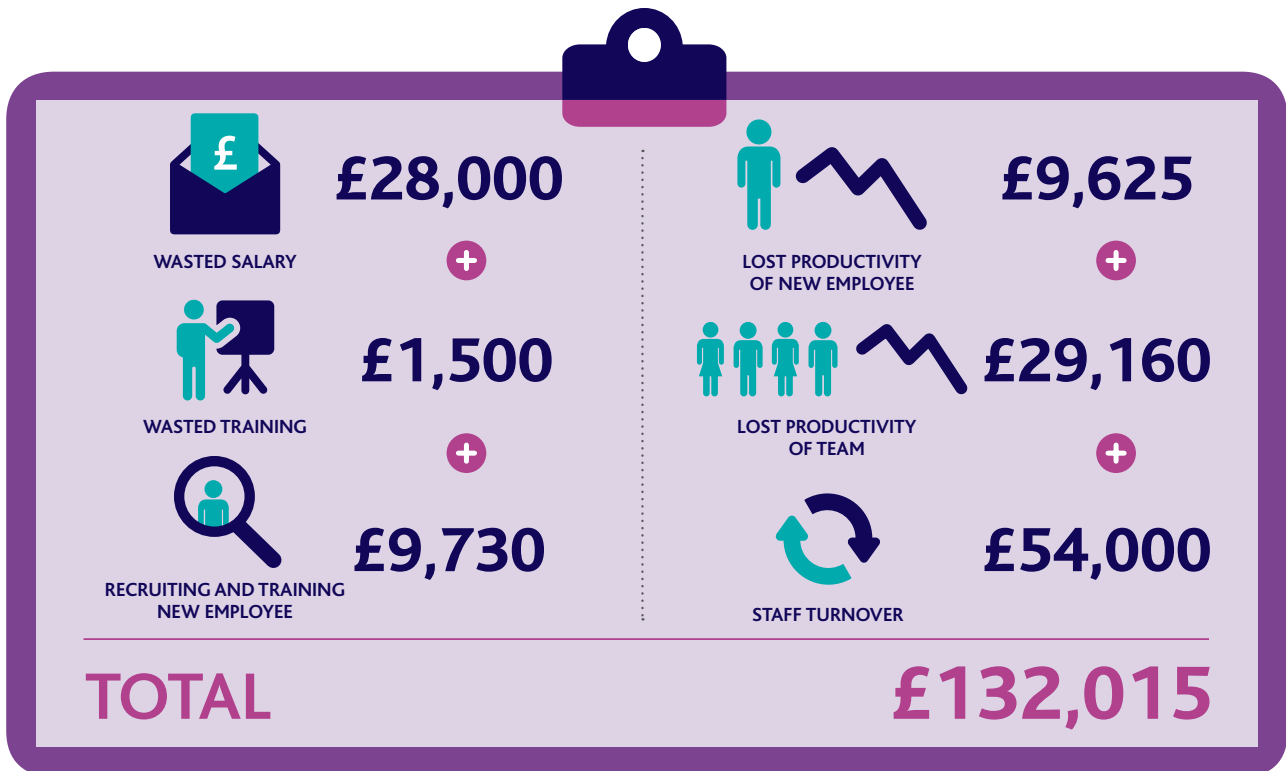 £
£28,000
WASTED SALARY
+
£1,500
WASTED TRAINING
+
£9,730
RECRUITING AND TRAINING
NEW EMPLOYEE
£9,625
LOST PRODUCTIVITY
OF NEW EMPLOYEE
+
£29,160
LOST PRODUCTIVITY
OF TEAM
+
£54,000
STAFF TURNOVER
TOTAL £132,015